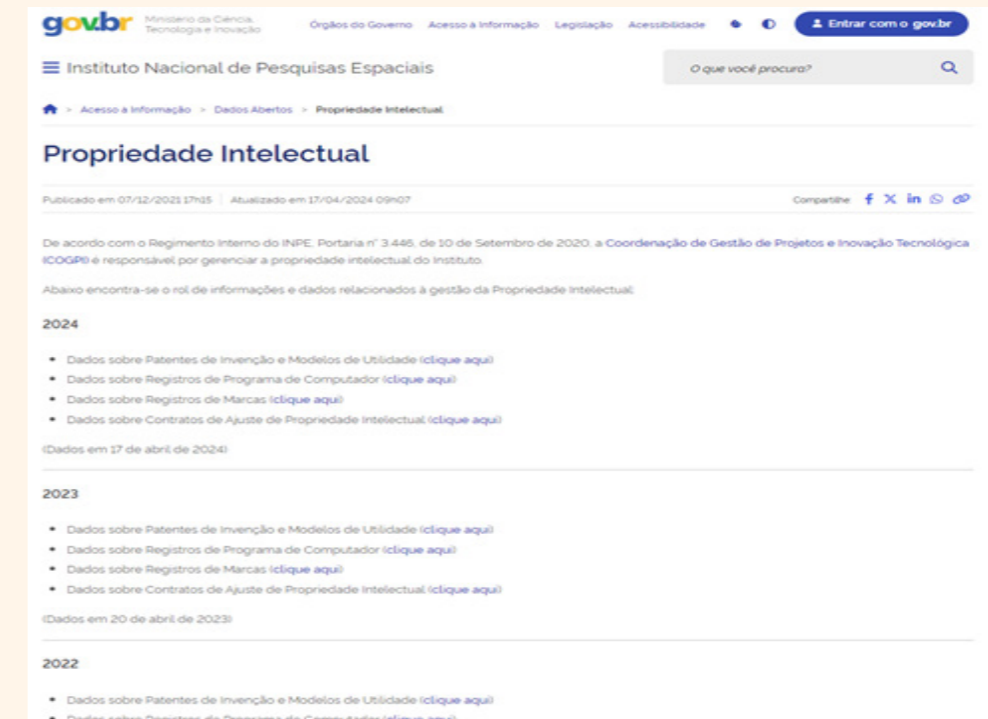 gov.br
Ministério da Ciência,
Tecnologia e Inovação
Órgãos do Governo Acesso à Informação Legislação Acessibilidade
Entrar com o gov.br
Instituto Nacional de Pesquisas Espaciais
O que você procura?
> Acesso à Informação > Dados Abertos > Propriedade Intelectual
Propriedade Intelectual
Publicado em 07/12/2021 17h15 | Atualizado em 17/04/2024 09h07
Compartilhe:
De acordo com o Regimento Interno do INPE, Portaria n° 3.446, de 10 de Setembro de 2020, a Coordenação de Gestão de Projetos e Inovação Tecnológica
(COGPI) é responsável por gerenciar a propriedade intelectual do Instituto.
Abaixo encontra-se o rol de informações e dados relacionados à gestão da Propriedade Intelectual:
2024
• Dados sobre Patentes de Invenção e Modelos de Utilidade (clique aqui)
• Dados sobre Registros de Programa de Computador (clique aqui)
• Dados sobre Registros de Marcas (clique aqui)
• Dados sobre Contratos de Ajuste de Propriedade Intelectual (clique aqui)
(Dados em 17 de abril de 2024)
2023
• Dados sobre Patentes de Invenção e Modelos de Utilidade (clique aqui)
• Dados sobre Registros de Programa de Computador (clique aqui)
• Dados sobre Registros de Marcas (clique aqui)
• Dados sobre Contratos de Ajuste de Propriedade Intelectual (clique aqui)
(Dados em 20 de abril de 2023)
2022
• Dados sobre Patentes de Invenção e Modelos de Utilidade (clique aqui)
• Dados sobre Registros de Programa de Computador (clique aqui)